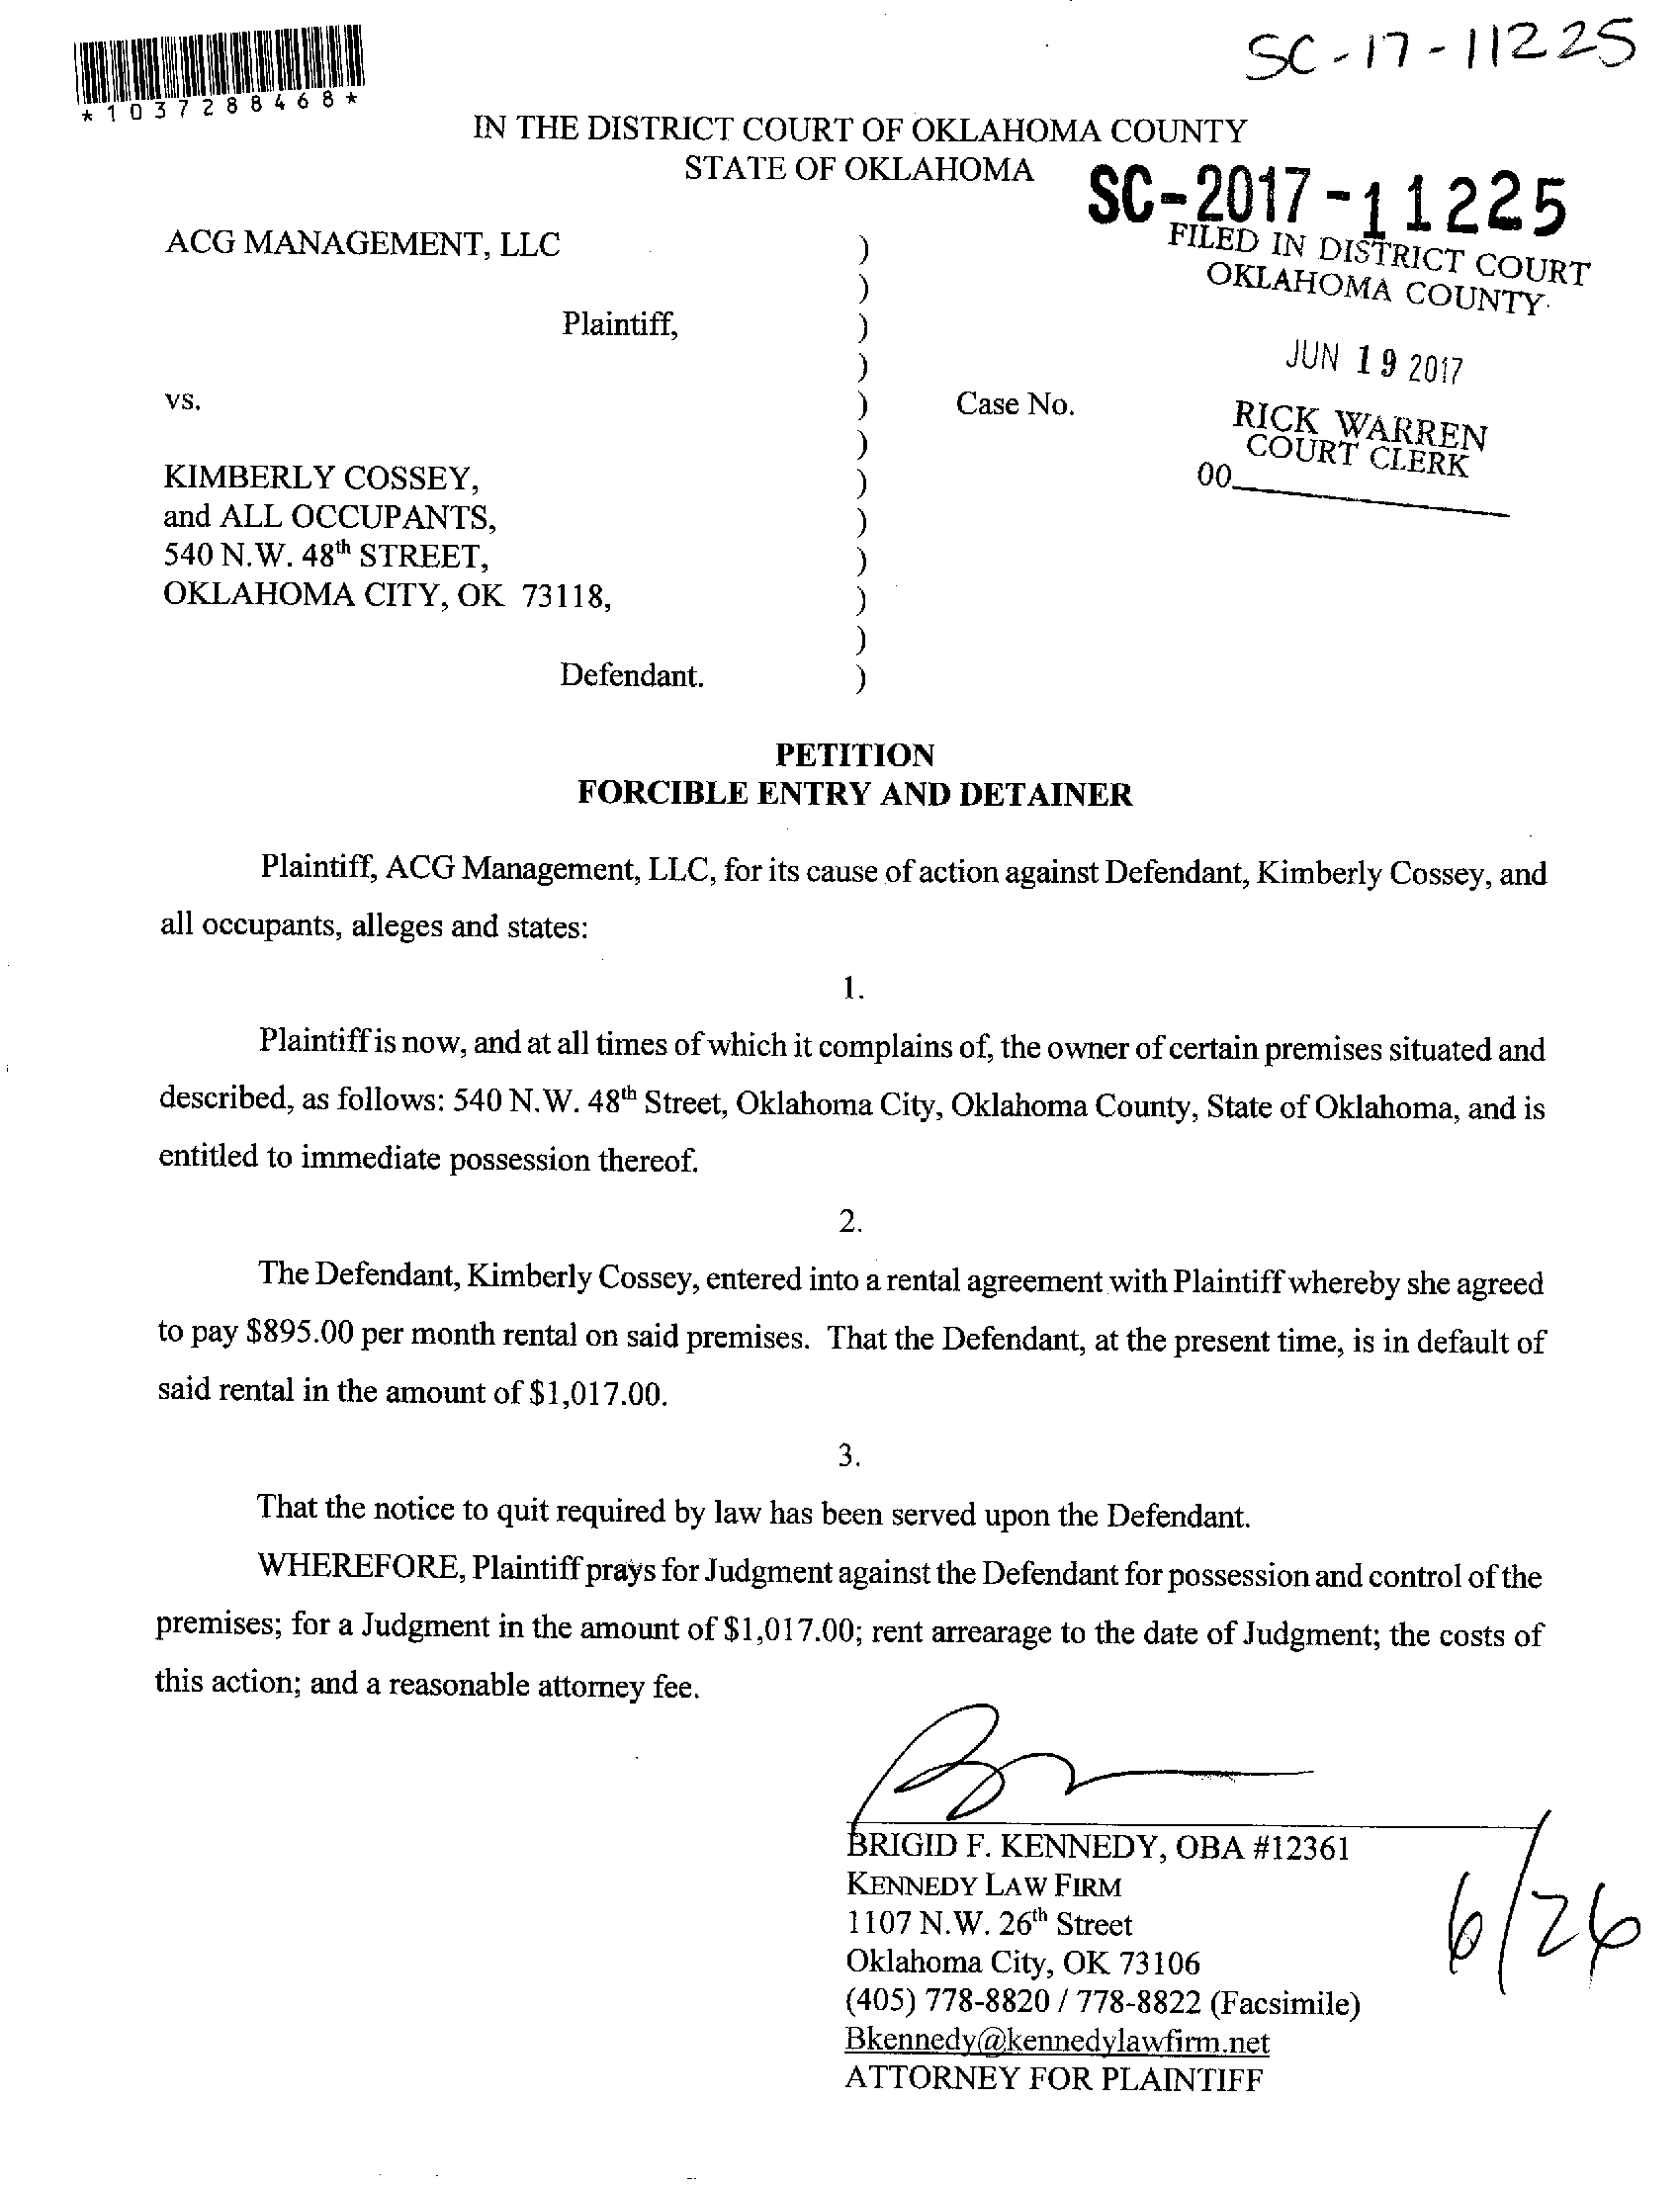 SC-17-11225
*1037288468*
IN THE DISTRICT COURT OF OKLAHOMA COUNTY
STATE OF OKLAHOMA
SC-2017-11225
FILED IN DISTRICT COURT
OKLAHOMA COUNTY
JUN 19 2017
RICK WARREN
COURT CLERK
00
ACG MANAGEMENT, LLC )
)
Plaintiff, )
)
vs. ) Case No.
)
KIMBERLY COSSEY, )
and ALL OCCUPANTS, )
540 N.W. 48th STREET, )
OKLAHOMA CITY, OK 73118, )
)
Defendant. )
PETITION
FORCIBLE ENTRY AND DETAINER
Plaintiff, ACG Management, LLC, for its cause of action against Defendant, Kimberly Cossey, and
all occupants, alleges and states:
1.
Plaintiff is now, and at all times of which it complains of, the owner of certain premises situated and
described, as follows: 540 N.W. 48th Street, Oklahoma City, Oklahoma County, State of Oklahoma, and is
entitled to immediate possession thereof.
2.
The Defendant, Kimberly Cossey, entered into a rental agreement with Plaintiff whereby she agreed
to pay $895.00 per month rental on said premises. That the Defendant, at the present time, is in default of
said rental in the amount of $1,017.00.
3.
That the notice to quit required by law has been served upon the Defendant.
WHEREFORE, Plaintiff prays for Judgment against the Defendant for possession and control of the
premises; for a Judgment in the amount of $1,017.00; rent arrearage to the date of Judgment; the costs of
this action; and a reasonable attorney fee.
BRIGID F. KENNEDY, OBA #12361
KENNEDY LAW FIRM
1107 N.W. 26th Street
Oklahoma City, OK 73106
(405) 778-8820 / 778-8822 (Facsimile)
Bkennedy@kennedylawfirm.net
ATTORNEY FOR PLAINTIFF
6/26